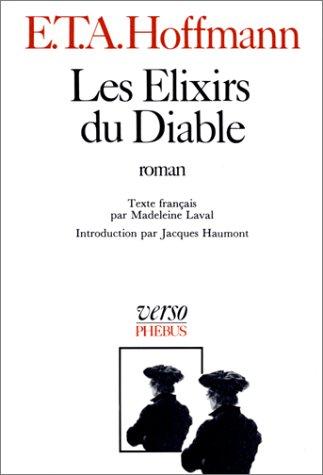 E.T.A. Hoffmann
Les Elixirs
du Diable
roman
Texte français
par Madeleine Laval
Introduction par Jacques Haumont
verso
PHÉBUS